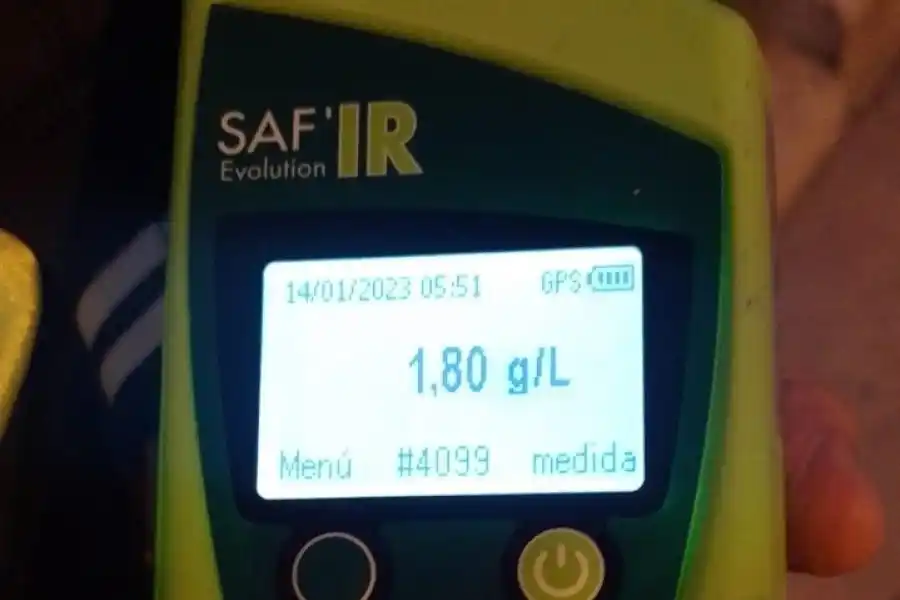 SAF'IR
Evolution
14/01/2023 05:51 GPS
1,80 g/L
Menú #4099 medida